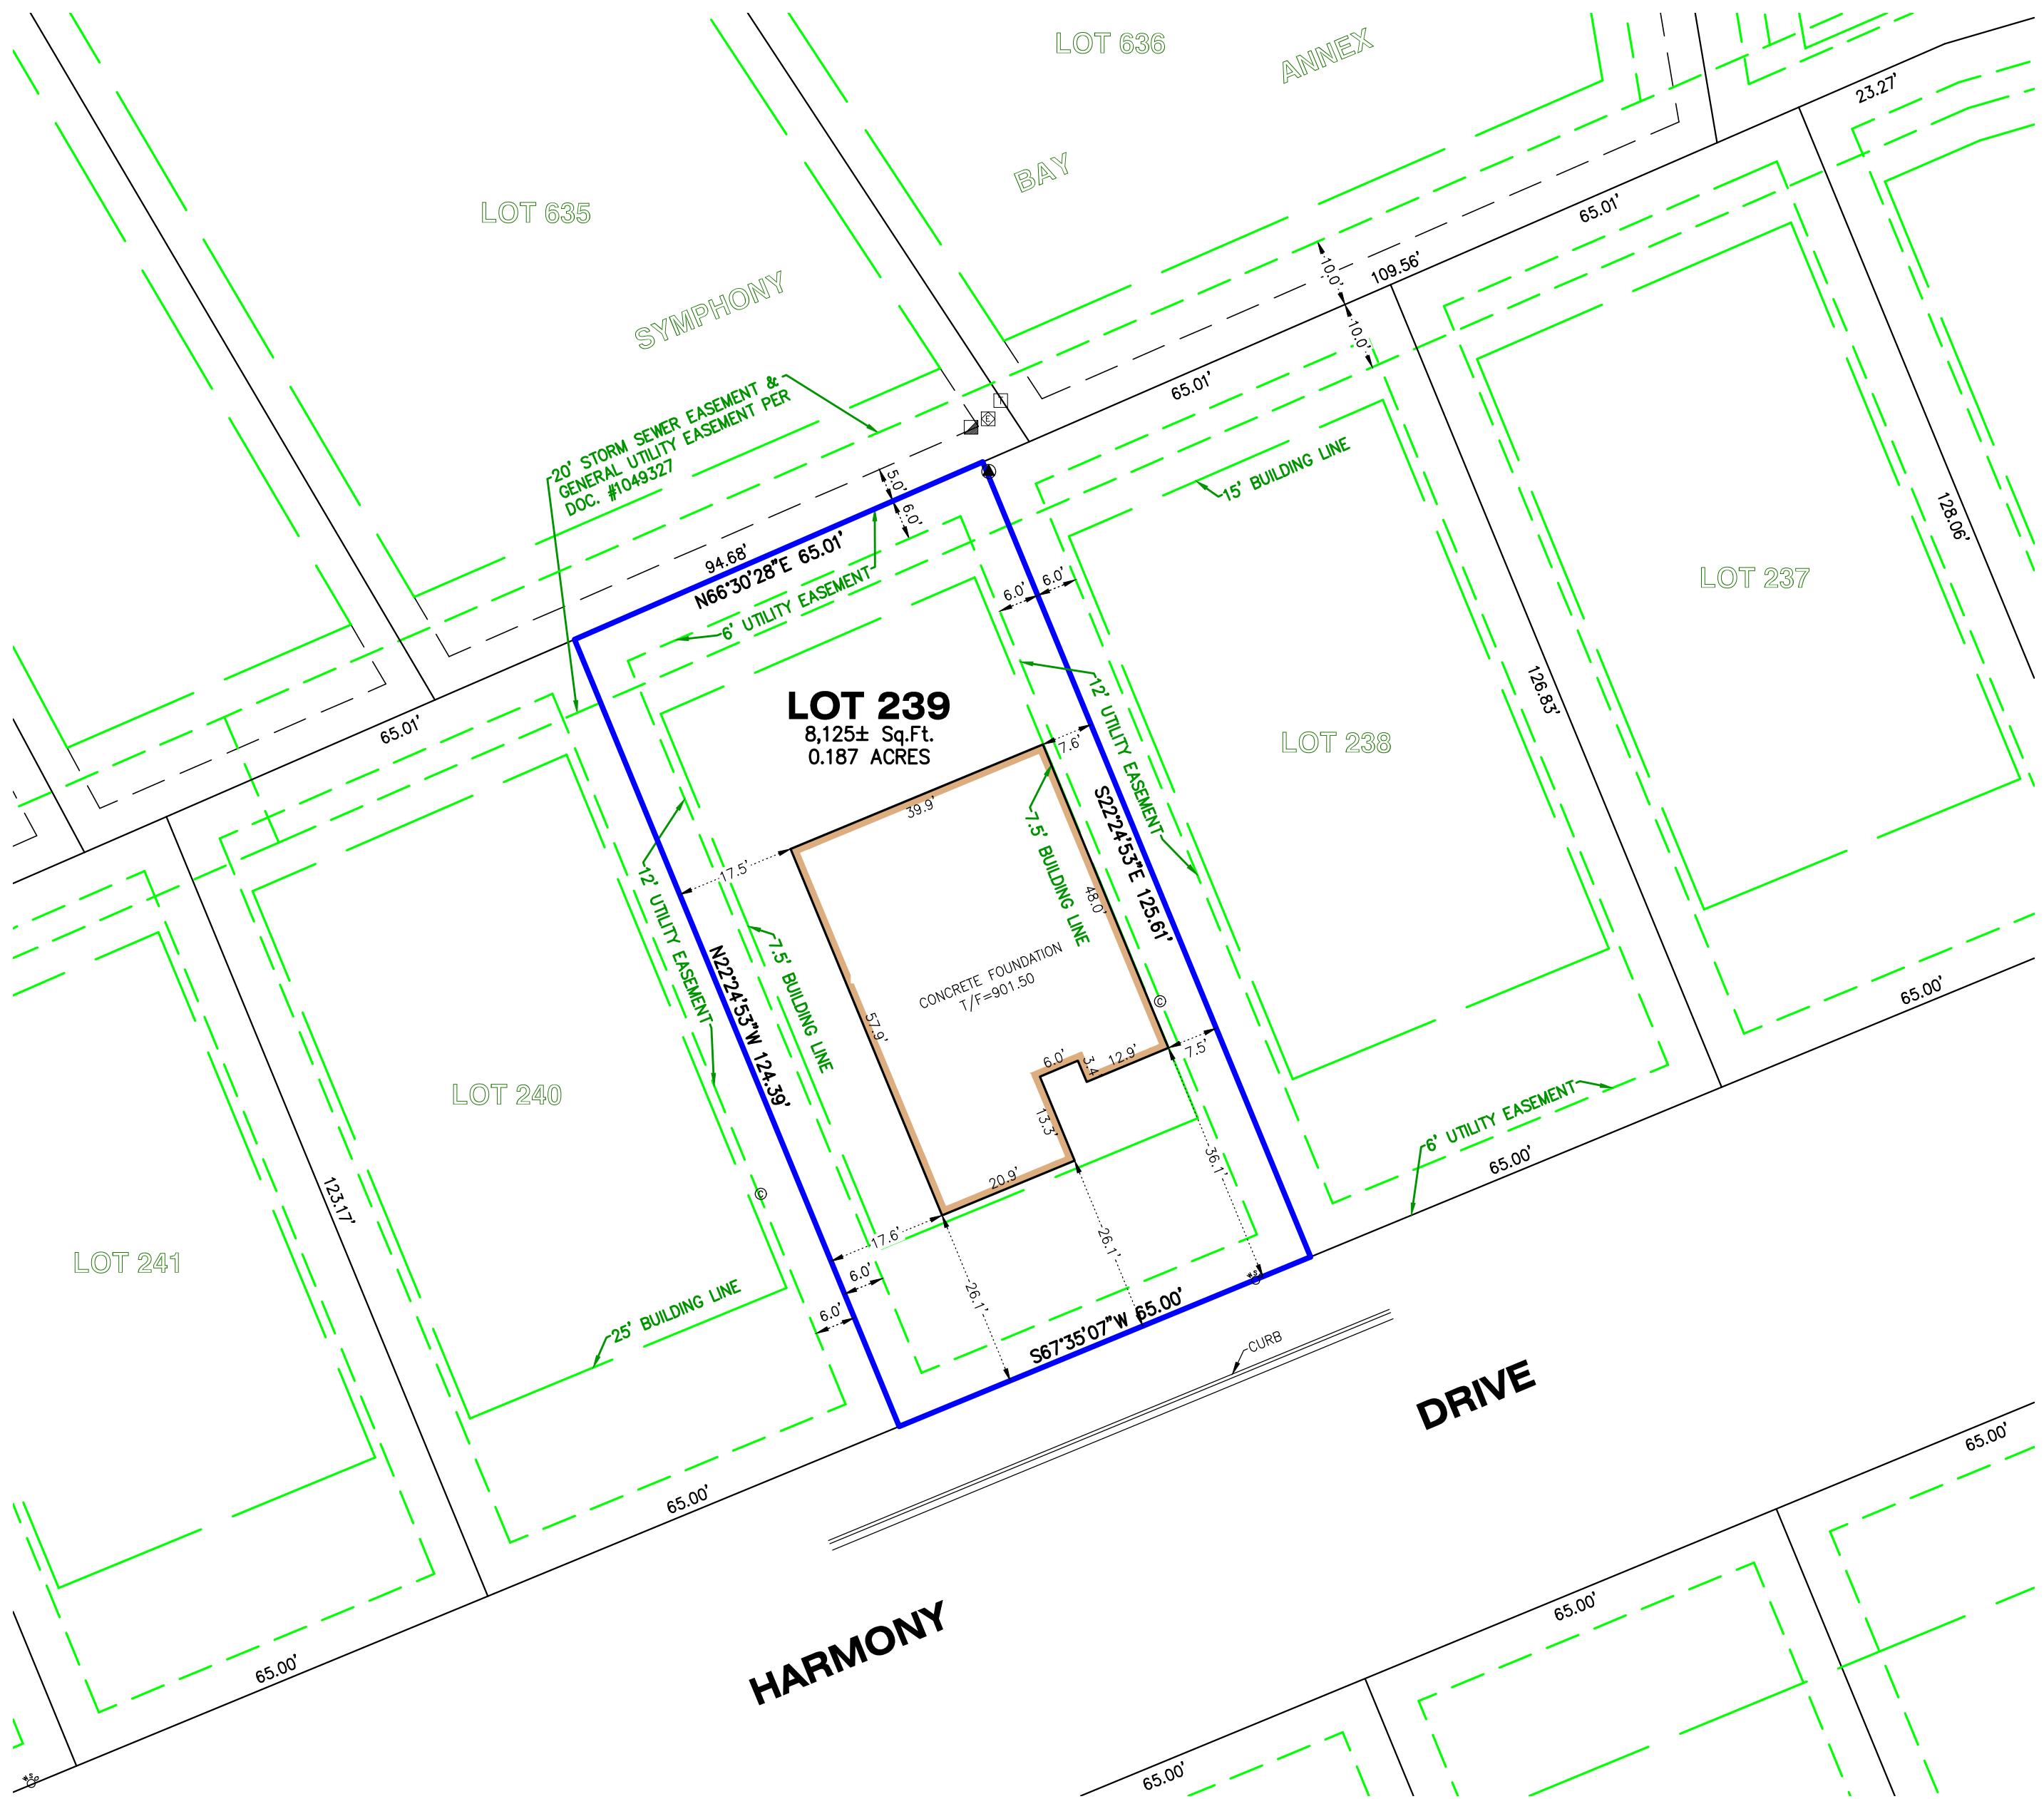 LOT 636
ANNEX
23.27'
BAY
LOT 635
65.01'
109.56'
10.0'
10.0'
SYMPHONY
65.01'
20' STORM SEWER EASEMENT &
GENERAL UTILITY EASEMENT PER
DOC. #1049327
15' BUILDING LINE
5.0'
6.0'
94.68'
N66°30'28"E 65.01'
6' UTILITY EASEMENT
6.0'
6.0'
128.06'
LOT 237
65.01'
T
E
LOT 239
8,125± Sq.Ft.
0.187 ACRES
12' UTILITY EASEMENT
126.83'
LOT 238
7.6'
39.9'
7.5' BUILDING LINE
S22°24'53"E 125.61'
48.0'
17.5'
12' UTILITY EASEMENT
7.5' BUILDING LINE
N22°24'53"W 124.39'
57.9'
CONCRETE FOUNDATION
T/F=901.50
C
65.00'
6.0'
3.4'
12.9'
7.5'
13.3'
20.9'
36.1'
26.1'
26.1'
17.6'
6.0'
6.0'
LOT 240
C
123.17'
LOT 241
6' UTILITY EASEMENT
65.00'
25' BUILDING LINE
S67°35'07"W 65.00'
CURB
DRIVE
65.00'
65.00'
HARMONY
65.00'
65.00'
65.00'